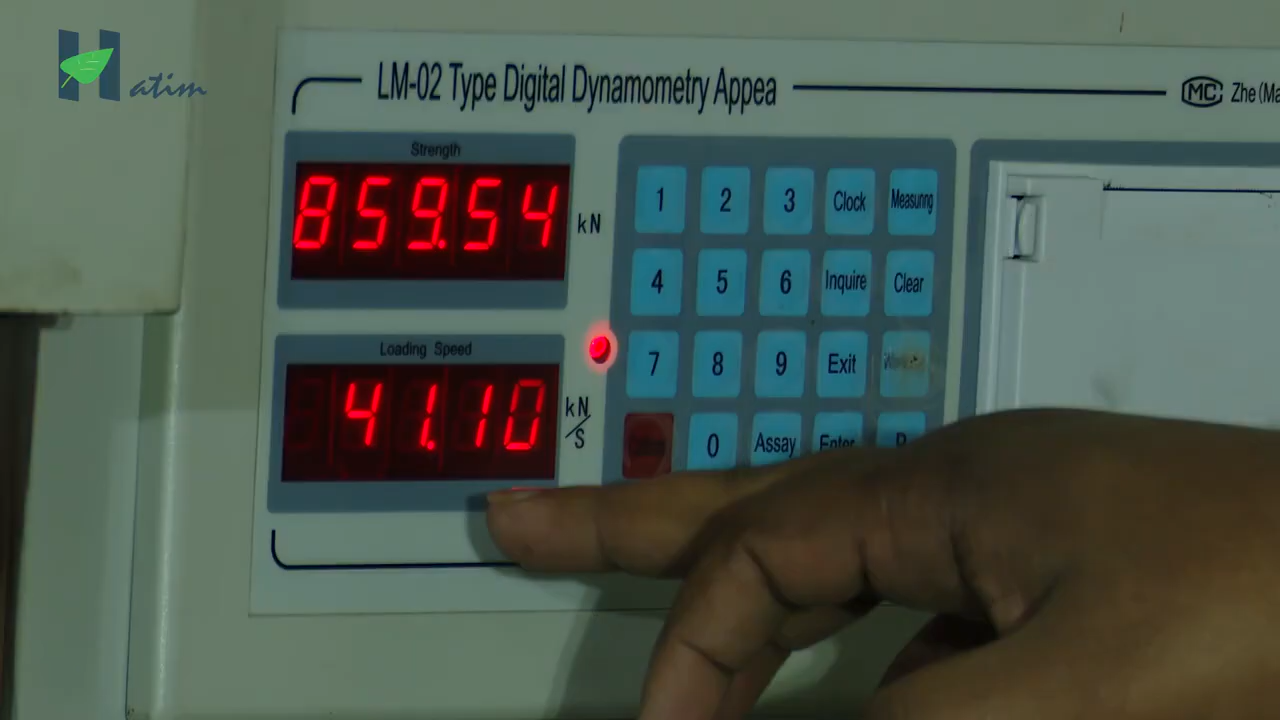 Hatim
LM-02 Type Digital Dynamometry Appea
MC Zhe (Ma
Strength
859.54 kN
Loading Speed
41.10 kN/S
1 2 3 Clock Measunng
4 5 6 Inquire Clear
7 8 9 Exit
0 Assay Enter P